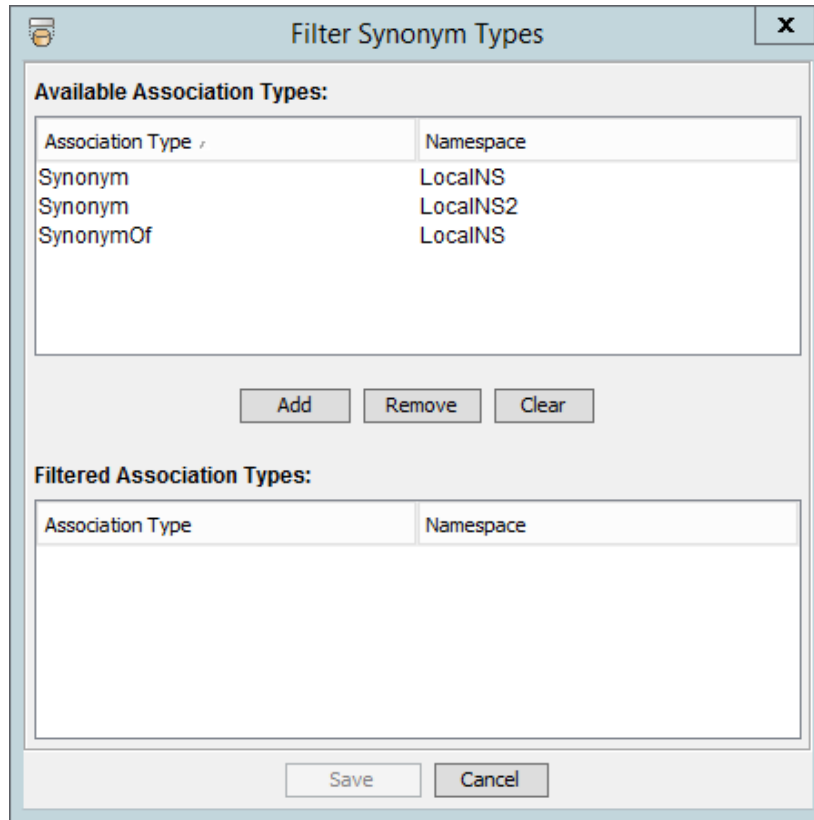 Filter Synonym Types
x
Available Association Types:
Association Type Namespace
Synonym LocalNS
Synonym LocalNS2
SynonymOf LocalNS
Add Remove Clear
Filtered Association Types:
Association Type Namespace
Save Cancel